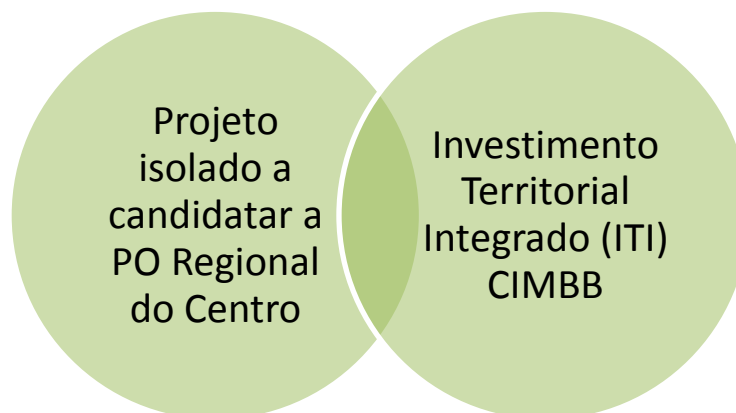 Projeto
isolado a
candidatar a
PO Regional
do Centro
Investimento
Territorial
Integrado (ITI)
CIMBB